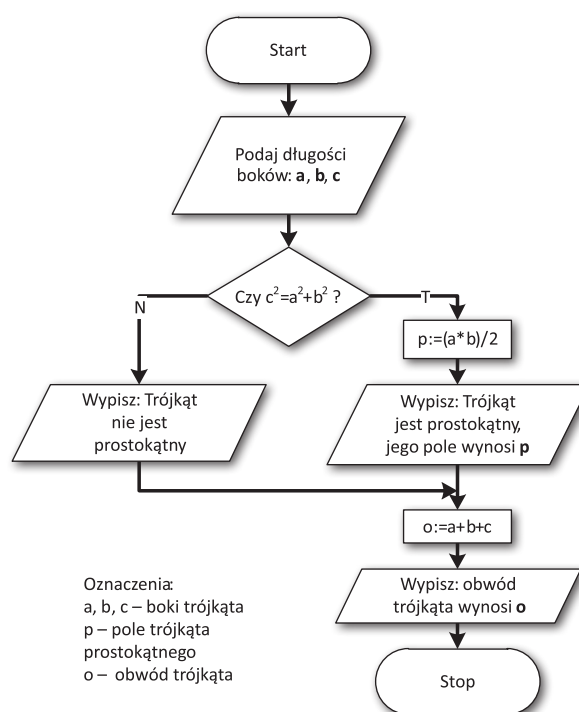 Start
Podaj długości
boków: a, b, c
Czy c²=a²+b² ?
N
T
p:=(a*b)/2
Wypisz: Trójkąt
nie jest
prostokątny
Wypisz: Trójkąt
jest prostokątny,
jego pole wynosi p
o:=a+b+c
Wypisz: obwód
trójkąta wynosi o
Stop
Oznaczenia:
a, b, c – boki trójkąta
p – pole trójkąta
prostokątnego
o – obwód trójkąta